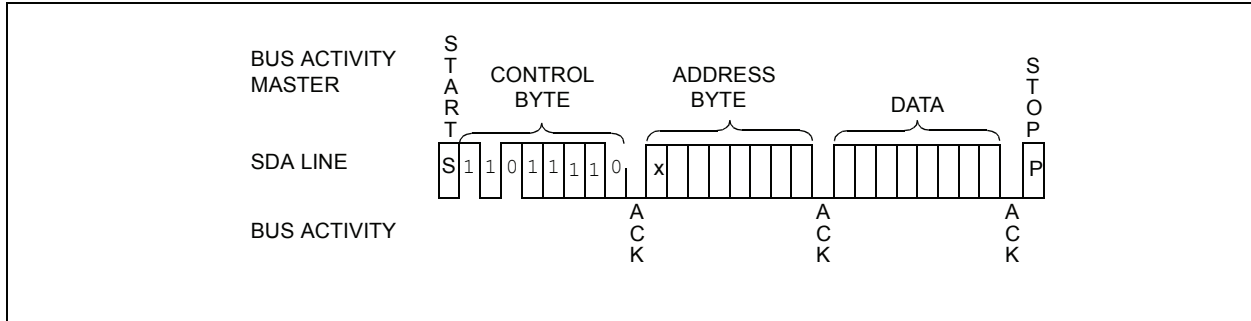 BUS ACTIVITY
MASTER
START
CONTROL
BYTE
ADDRESS
BYTE
DATA
STOP
SDA LINE
S 1 1 0 1 1 1 1 0 x P
BUS ACTIVITY
ACK
ACK
ACK